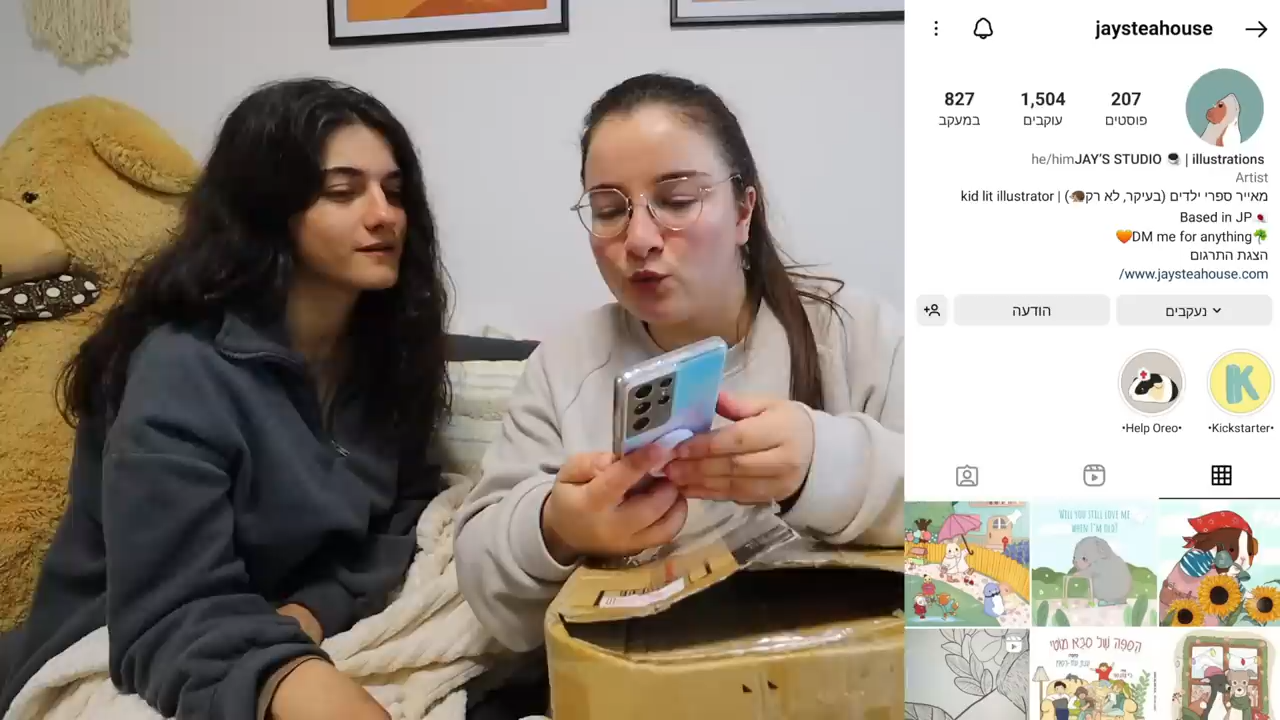 jaysteahouse
207
1,504
827
פוסטים
עוקבים
במעקב
JAY'S STUDIO ☕ | illustrations he/him
Artist
מאייר ספרי ילדים (בעיקר, לא רק) | kid lit illustrator
Based in JP🇯🇵
🧡DM me for anything🌳
הצגת התרגום
www.jaysteahouse.com/
נעקבים
הודעה
K
•Kickstarter•
•Help Oreo•
WILL YOU STILL LOVE ME
WHEN I'M OLD?
הספה של סבא מוטי